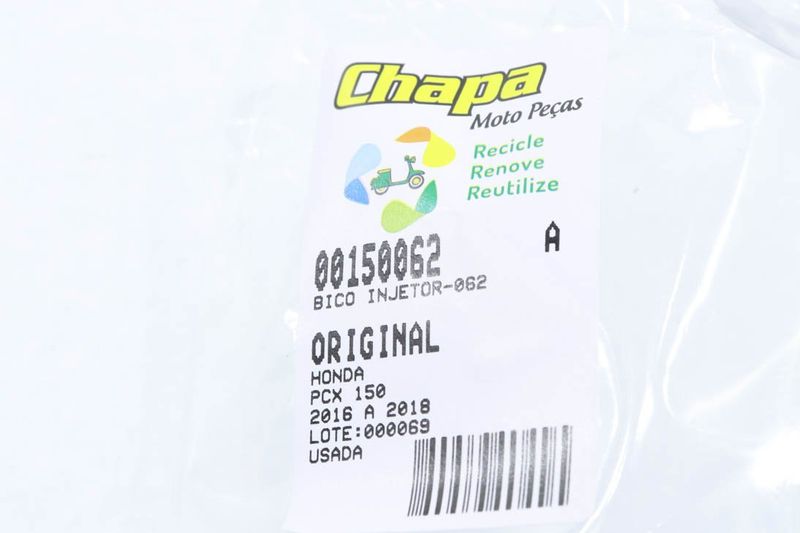 Chapa
Moto Peças
Recicle
Renove
Reutilize
A
00150062
BICO INJETOR-062
ORIGINAL
HONDA
PCX 150
2016 A 2018
LOTE:000069
USADA